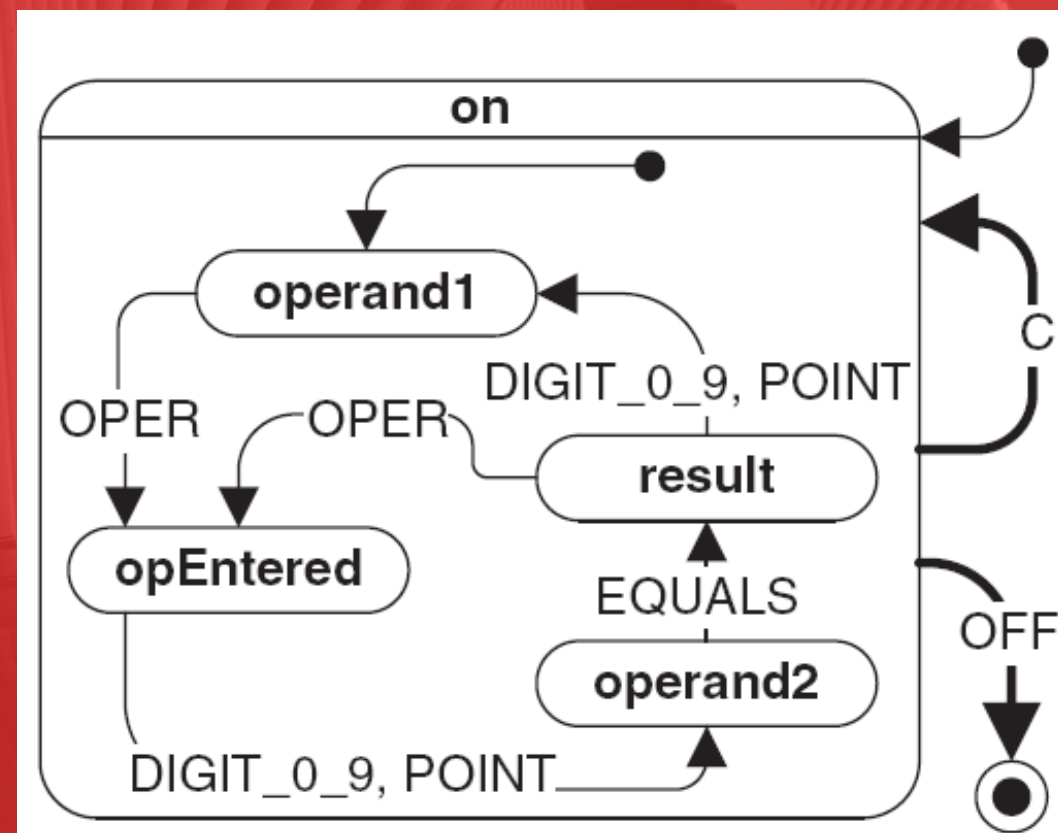 on
operand1
C
DIGIT_0_9, POINT
OPER
OPER
result
opEntered
EQUALS
OFF
operand2
DIGIT_0_9, POINT